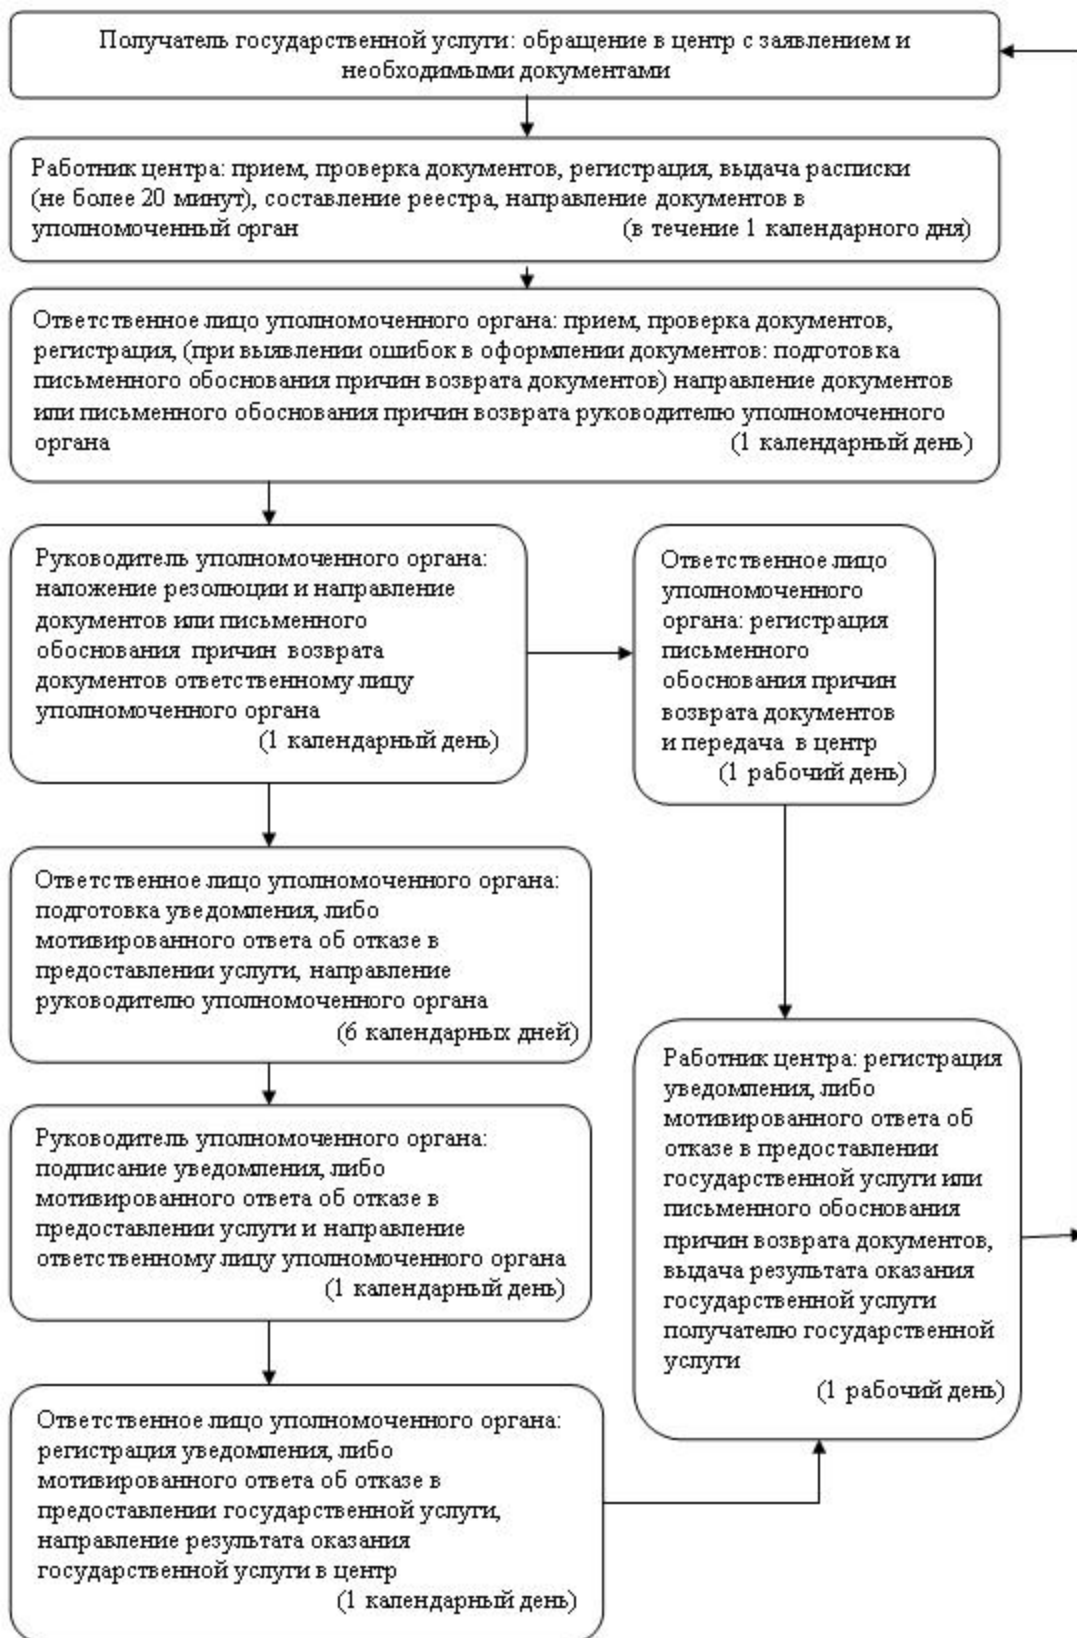 Получатель государственной услуги: обращение в центр с заявлением и
необходимыми документами
Работник центра: прием, проверка документов, регистрация, выдача расписки
(не более 20 минут), составление реестра, направление документов в
уполномоченный орган (в течение 1 календарного дня)
Ответственное лицо уполномоченного органа: прием, проверка документов,
регистрация, (при выявлении ошибок в оформлении документов: подготовка
письменного обоснования причин возврата документов) направление документов
или письменного обоснования причин возврата руководителю уполномоченного
органа (1 календарный день)
Руководитель уполномоченного органа:
наложение резолюции и направление
документов или письменного
обоснования причин возврата
документов ответственному лицу
уполномоченного органа
(1 календарный день)
Ответственное лицо
уполномоченного
органа: регистрация
письменного
обоснования причин
возврата документов
и передача в центр
(1 рабочий день)
Ответственное лицо уполномоченного органа:
подготовка уведомления, либо
мотивированного ответа об отказе в
предоставлении услуги, направление
руководителю уполномоченного органа
(6 календарных дней)
Руководитель уполномоченного органа:
подписание уведомления, либо
мотивированного ответа об отказе в
предоставлении услуги и направление
ответственному лицу уполномоченного органа
(1 календарный день)
Работник центра: регистрация
уведомления, либо
мотивированного ответа об
отказе в предоставлении
государственной услуги или
письменного обоснования
причин возврата документов,
выдача результата оказания
государственной услуги
получателю государственной
услуги
(1 рабочий день)
Ответственное лицо уполномоченного органа:
регистрация уведомления, либо
мотивированного ответа об отказе в
предоставлении государственной услуги,
направление результата оказания
государственной услуги в центр
(1 календарный день)